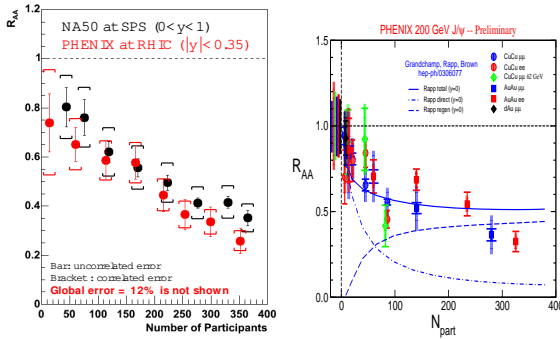 R_AA
NA50 at SPS (0<y<1)
PHENIX at RHIC (|y|<0.35)
1.2
1
0.8
0.6
0.4
0.2
0
Bar: uncorrelated error
Bracket : correlated error
Global error = 12% is not shown
0 50 100 150 200 250 300 350 400
Number of Participants
PHENIX 200 GeV J/ψ -- Preliminary
Grandchamp, Rapp, Brown
hep-ph/0306077
Rapp total (y=0)
Rapp direct (y=0)
Rapp regen (y=0)
CuCu μμ
CuCu ee
CuCu μμ 62 GeV
AuAu μμ
AuAu ee
dAu μμ
R_AA
1.5
1.0
0.5
0.0
0 100 200 300 400
N_part